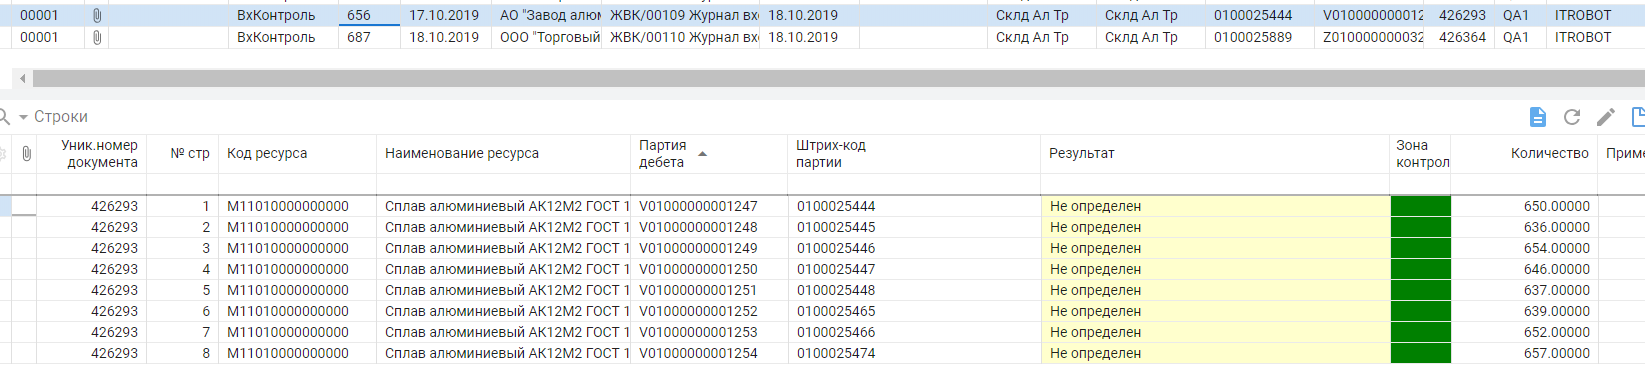 00001 ВхКонтроль 656 17.10.2019 АО "Завод алюм ЖВК/00109 Журнал вхо 18.10.2019 Склд Ал Тр Склд Ал Тр 0100025444 V010000000012 426293 QA1 ITROBOT
00001 ВхКонтроль 687 18.10.2019 ООО "Торговый ЖВК/00110 Журнал вхо 18.10.2019 Склд Ал Тр Склд Ал Тр 0100025889 Z010000000032 426364 QA1 ITROBOT
Строки
Уник.номер документа № стр Код ресурса Наименование ресурса Партия дебета Штрих-код партии Результат Зона контрол Количество Приме
426293 1 M11010000000000 Сплав алюминиевый АК12М2 ГОСТ 1 V01000000001247 0100025444 Не определен 650.00000
426293 2 M11010000000000 Сплав алюминиевый АК12М2 ГОСТ 1 V01000000001248 0100025445 Не определен 636.00000
426293 3 M11010000000000 Сплав алюминиевый АК12М2 ГОСТ 1 V01000000001249 0100025446 Не определен 654.00000
426293 4 M11010000000000 Сплав алюминиевый АК12М2 ГОСТ 1 V01000000001250 0100025447 Не определен 646.00000
426293 5 M11010000000000 Сплав алюминиевый АК12М2 ГОСТ 1 V01000000001251 0100025448 Не определен 637.00000
426293 6 M11010000000000 Сплав алюминиевый АК12М2 ГОСТ 1 V01000000001252 0100025465 Не определен 639.00000
426293 7 M11010000000000 Сплав алюминиевый АК12М2 ГОСТ 1 V01000000001253 0100025466 Не определен 652.00000
426293 8 M11010000000000 Сплав алюминиевый АК12М2 ГОСТ 1 V01000000001254 0100025474 Не определен 657.00000